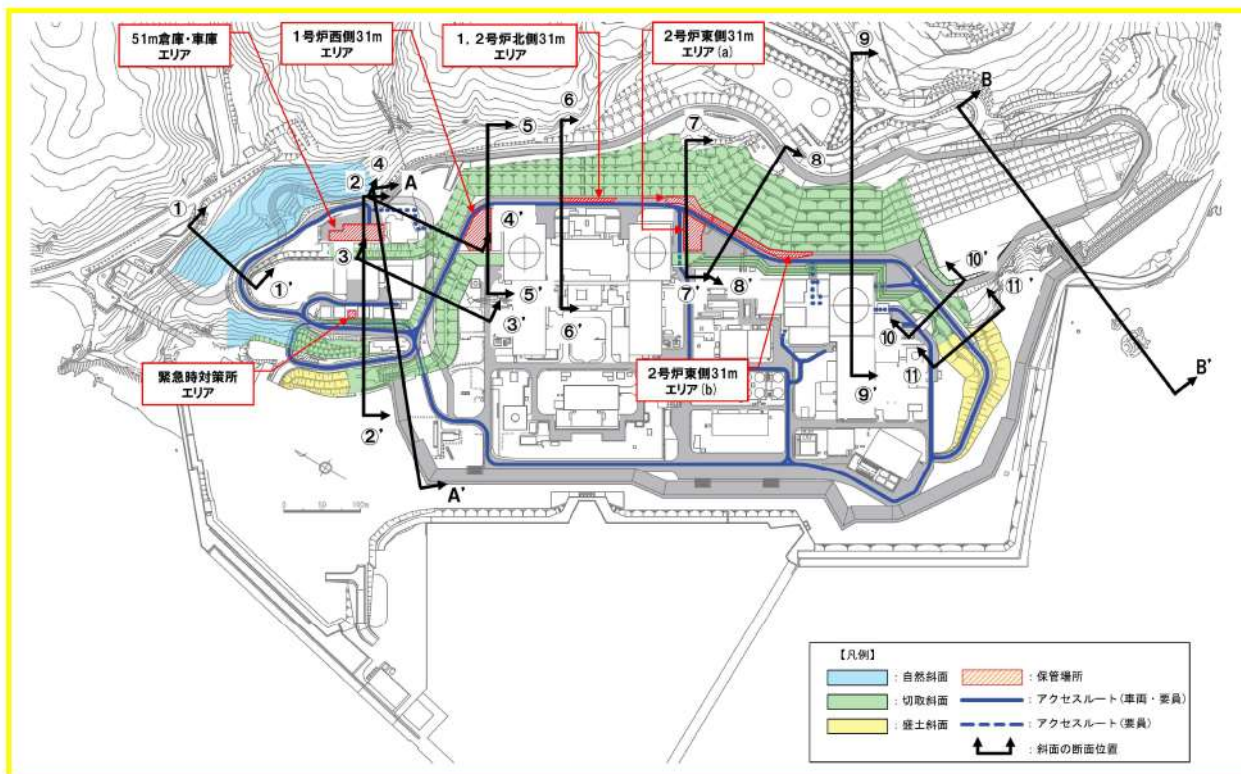 51m倉庫・車庫
エリア
1号炉西側31m
エリア
1,2号炉北側31m
エリア
2号炉東側31m
エリア(a)
⑨
B
⑥
⑤
⑦
⑧
④
②
A
①
④'
③
⑩'
①'
⑤'
⑦'
⑧'
⑪'
③'
⑥'
⑩
⑪
緊急時対策所
エリア
2号炉東側31m
エリア(b)
⑨'
B'
②'
A'
0
50
100m
【凡例】
:自然斜面
:保管場所
:切取斜面
:アクセスルート(車両・要員)
:盛土斜面
:アクセスルート(要員)
:斜面の断面位置